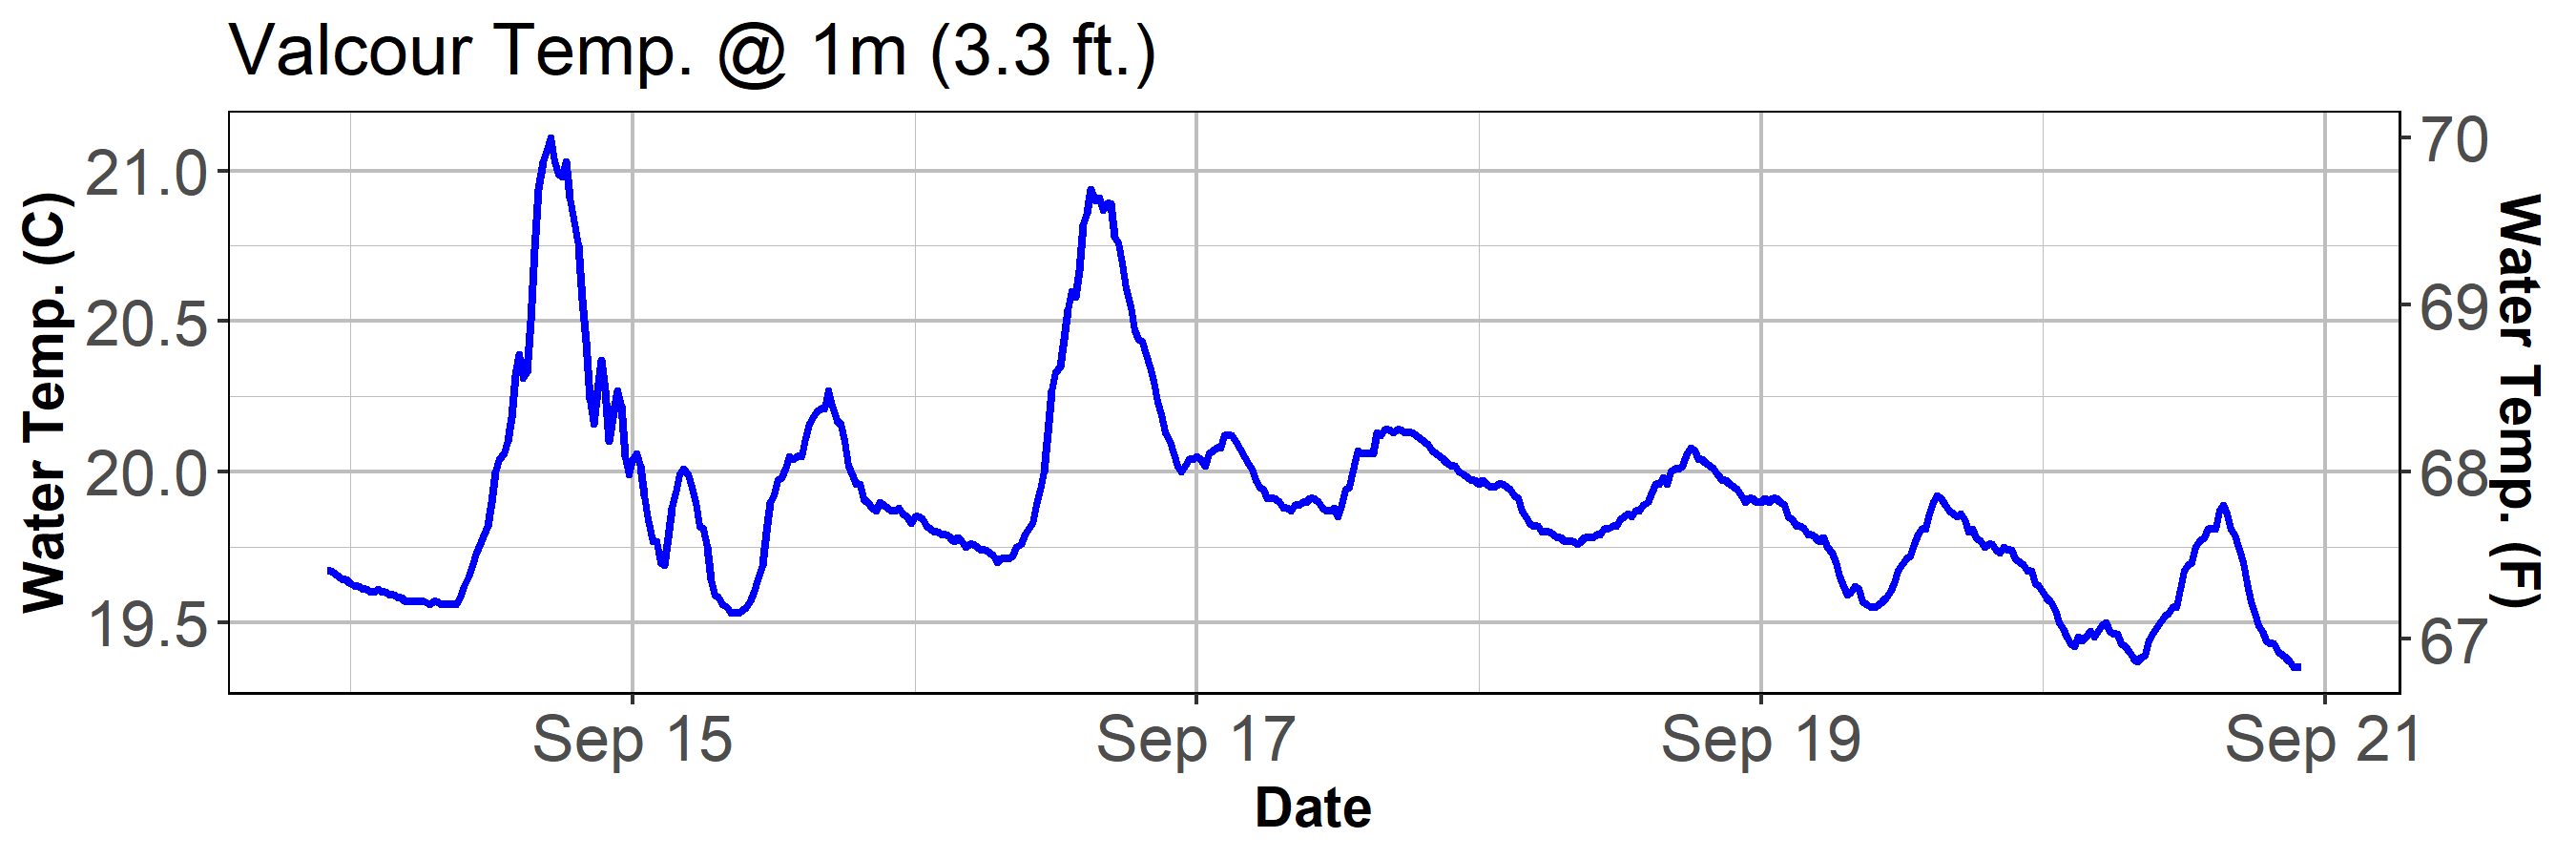 Valcour Temp. @ 1m (3.3 ft.)
Water Temp. (C)
21.0
20.5
20.0
19.5
70
69
68
67
Water Temp. (F)
Sep 15
Sep 17
Sep 19
Sep 21
Date